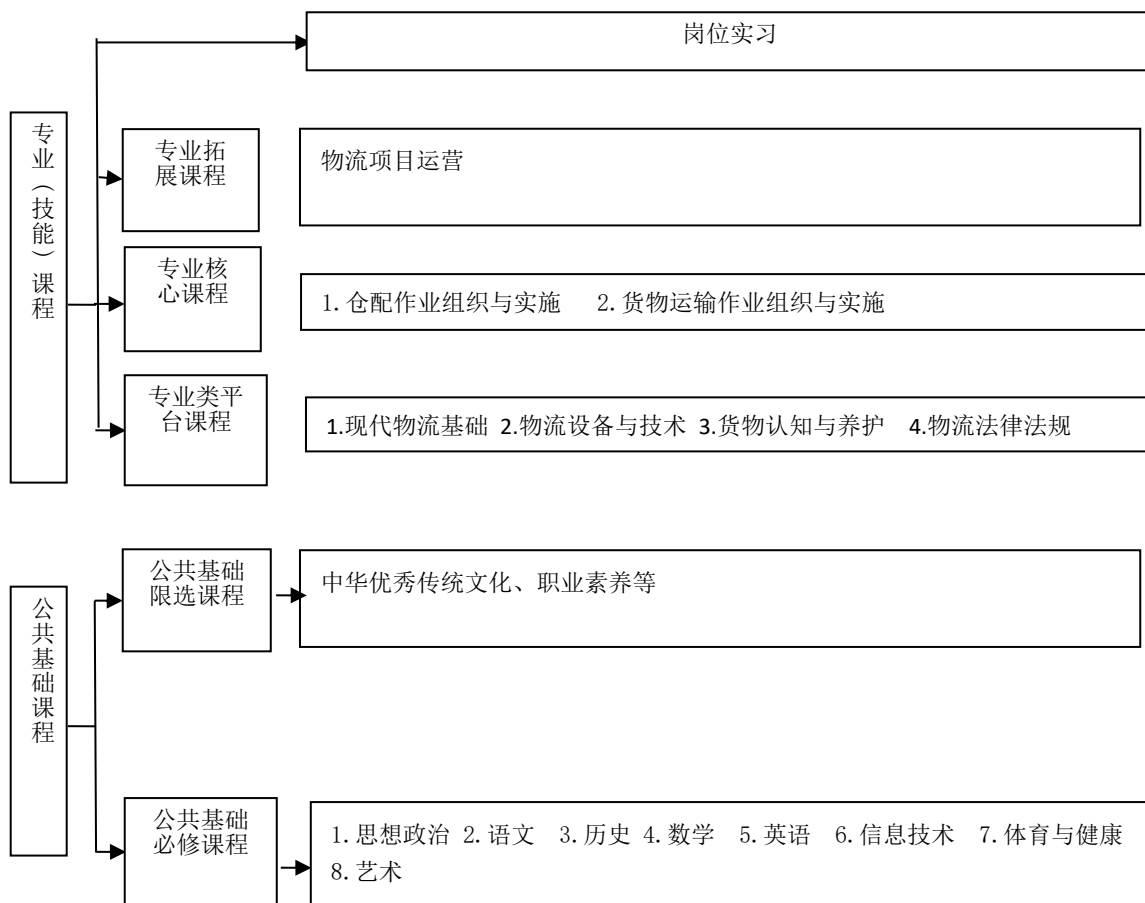 岗位实习
专业（技能）课程
专业拓
展课程
物流项目运营
专业核
心课程
1.仓配作业组织与实施 2.货物运输作业组织与实施
专业类平
台课程
1.现代物流基础 2.物流设备与技术 3.货物认知与养护 4.物流法律法规
公共基础课程
公共基础
限选课程
中华优秀传统文化、职业素养等
公共基础
必修课程
1.思想政治 2.语文 3.历史 4.数学 5.英语 6.信息技术 7.体育与健康
8.艺术